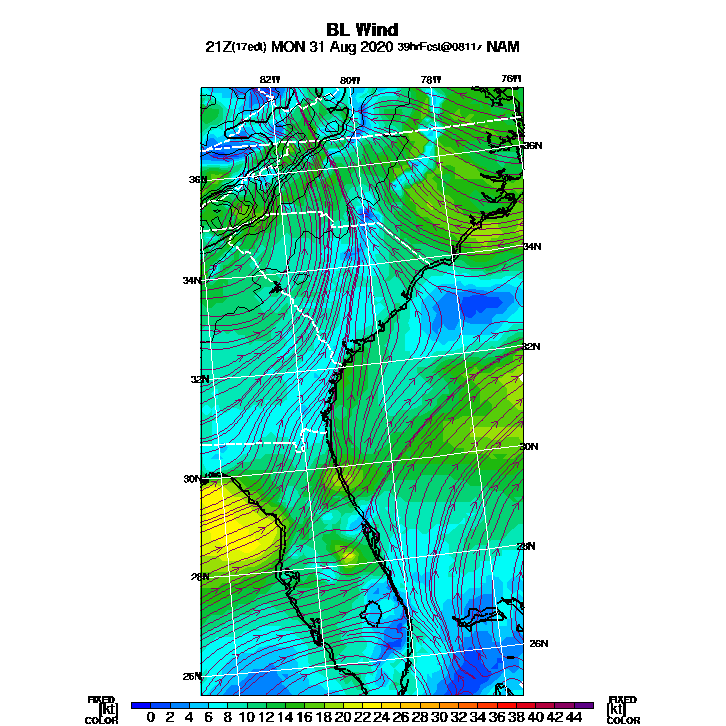 BL Wind
21Z(17edt) MON 31 Aug 2020 39hrFcst@0811z NAM
82W 80W 78W 76W
36N
36N
34N
34N
32N
32N
30N
30N
28N
28N
26N
26N
FIXED FIXED
[kt] 0 2 4 6 8 10 12 14 16 18 20 22 24 26 28 30 32 34 36 38 40 42 44 [kt]
COLOR COLOR